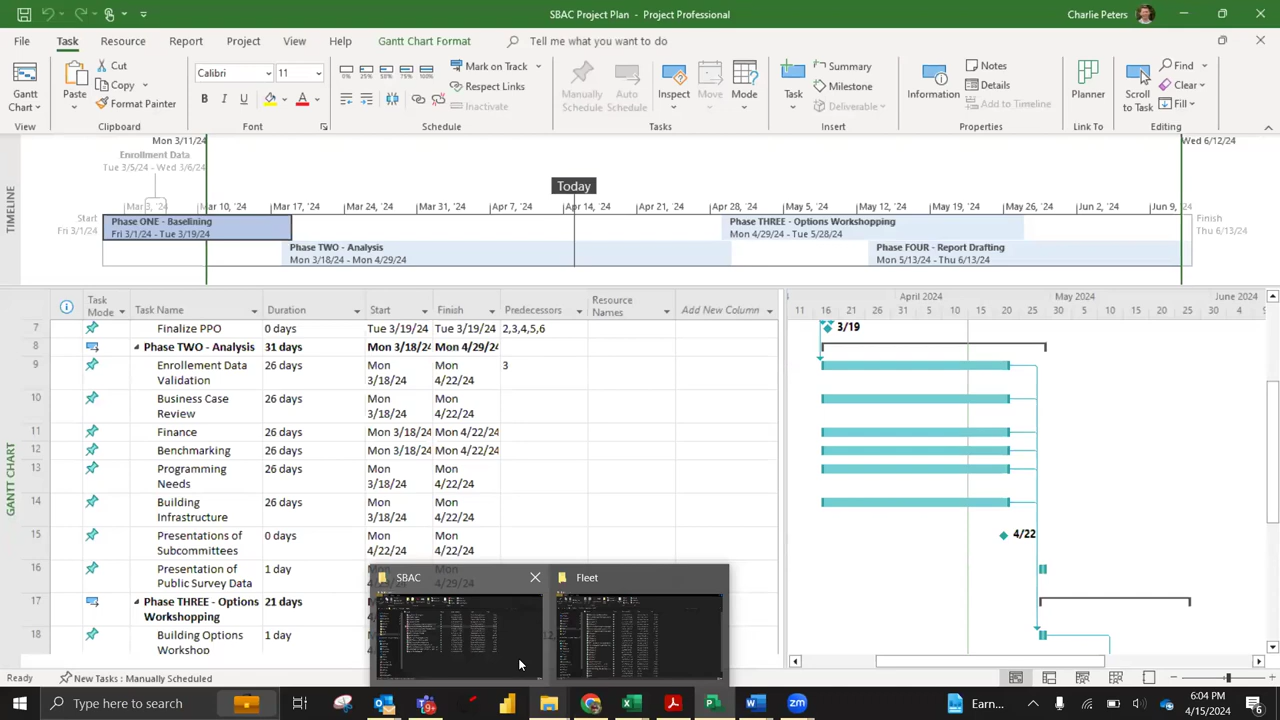 SBAC Project Plan - Project Professional
Charlie Peters
File Task Resource Report Project View Help Gantt Chart Format Tell me what you want to do
Gantt Chart
View
Paste
Cut
Copy
Format Painter
Clipboard
Calibri 11
B I U A
Font
0% 25% 50% 75% 100%
Mark on Track
Respect Links
Inactivate
Schedule
Manually Schedule
Auto Schedule
Inspect
Move
Mode
Tasks
Task
Summary
Milestone
Deliverable
Insert
Information
Notes
Details
Add to Timeline
Properties
Planner
Link To
Scroll to Task
Find
Clear
Fill
Editing
TIMELINE
Mon 3/11/24
Wed 6/12/24
Enrollment Data
Tue 3/5/24 - Wed 3/6/24
Today
Mar 3, '24 Mar 10, '24 Mar 17, '24 Mar 24, '24 Mar 31, '24 Apr 7, '24 Apr 14, '24 Apr 21, '24 Apr 28, '24 May 5, '24 May 12, '24 May 19, '24 May 26, '24 Jun 2, '24 Jun 9, '24
Start
Fri 3/1/24
Phase ONE - Baselining
Fri 3/1/24 - Tue 3/19/24
Phase THREE - Options Workshopping
Mon 4/29/24 - Tue 5/28/24
Finish
Thu 6/13/24
Phase TWO - Analysis
Mon 3/18/24 - Mon 4/29/24
Phase FOUR - Report Drafting
Mon 5/13/24 - Thu 6/13/24
GANTT CHART
Task Mode Task Name Duration Start Finish Predecessors Resource Names Add New Column
April 2024 May 2024 June 2024
11 16 21 26 31 5 10 15 20 25 30 5 10 15 20 25 30 4
7 Finalize PPO 0 days Tue 3/19/24 Tue 3/19/24 2,3,4,5,6
3/19
8 Phase TWO - Analysis 31 days Mon 3/18/24 Mon 4/29/24
9 Enrollement Data Validation 26 days Mon 3/18/24 Mon 4/22/24 3
10 Business Case Review 26 days Mon 3/18/24 Mon 4/22/24
11 Finance 26 days Mon 3/18/24 Mon 4/22/24
12 Benchmarking 26 days Mon 3/18/24 Mon 4/22/24
13 Programming Needs 26 days Mon 3/18/24 Mon 4/22/24
14 Building Infrastructure 26 days Mon 3/18/24 Mon 4/22/24
15 Presentations of Subcommittees 0 days Mon 4/22/24 Mon 4/22/24
4/22
16 Presentation of Public Survey Data 1 day
17 Phase THREE - Options Workshopping 21 days
18 Building Options Workshop 1 day
SBAC Fleet
Type here to search
Earn...
6:04 PM
4/15/2024